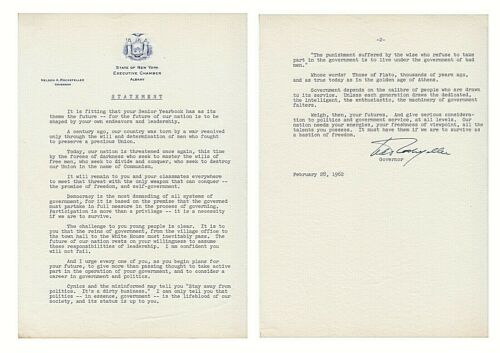 STATE OF NEW YORK
EXECUTIVE CHAMBER
ALBANY
NELSON A. ROCKEFELLER
GOVERNOR
STATEMENT
It is fitting that your Senior Yearbook has as its
theme the future -- for the future of our nation is to be
shaped by your own endeavors and leadership.
A century ago, our country was torn by a war resolved
only through the will and determination of men who fought
to preserve a precious Union.
Today, our nation is threatened once again, this time
by the forces of darkness who seek to master the wills of
free men, who seek to divide and conquer, who seek to destroy
our Union in the name of Communism.
It will remain to you and your classmates everywhere
to meet that threat with the only weapon that can conquer --
the promise of freedom, and self-government.
Democracy is the most demanding of all systems
of government, for it is based on the premise that the governed
must partake in full measure in the process of governing.
Participation is more than a privilege -- it is a necessity
if we are to survive.
The challenge to you young people is clear. It is to
you that the reins of government, from the village office to
the town hall to the White House must inevitably pass. The
future of our nation rests on your willingness to assume
these responsibilities of leadership. I am confident you
will not fail.
And I urge every one of you, as you begin plans for
your future, to give more than passing thought to taking active
part in the operation of your government, and to consider a
career in government and politics.
Cynics and the misinformed may tell you "Stay away from
politics. It's a dirty business." I can only tell you that
politics -- in essence, government -- is the lifeblood of our
society, and its status is up to you.
-2-
"The punishment suffered by the wise who refuse to take
part in the government is to live under the government of bad
men."
Whose words? Those of Plato, thousands of years ago,
and as true today as in the golden age of Athens.
Government depends on the calibre of people who are drawn
to its service. Unless each generation draws the dedicated,
the intelligent, the enthusiastic, the machinery of government
falters.
Weigh, then, your futures. And give serious consideration
to politics and government service, at all levels. Our
nation needs your energies, your freshness of viewpoint, all the
talents you possess. It must have them if we are to survive as
a bastion of freedom.
Governor
February 28, 1962